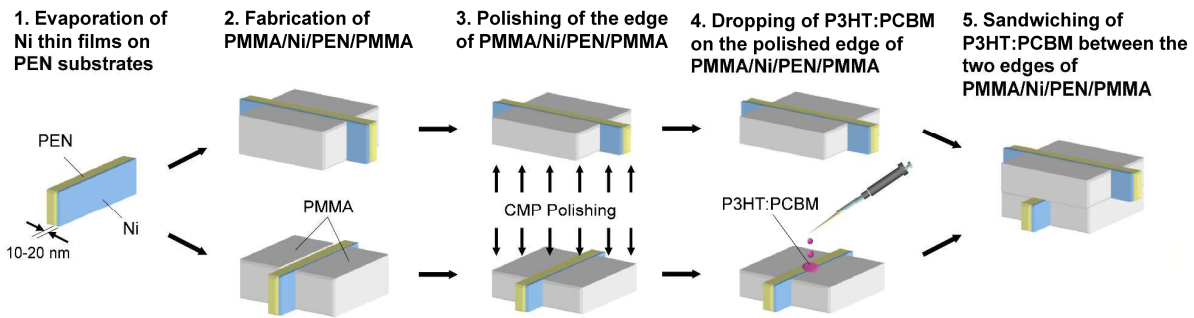 1. Evaporation of
Ni thin films on
PEN substrates
2. Fabrication of
PMMA/Ni/PEN/PMMA
3. Polishing of the edge
of PMMA/Ni/PEN/PMMA
4. Dropping of P3HT:PCBM
on the polished edge of
PMMA/Ni/PEN/PMMA
5. Sandwiching of
P3HT:PCBM between the
two edges of
PMMA/Ni/PEN/PMMA
PEN
Ni
10-20 nm
PMMA
CMP Polishing
P3HT:PCBM